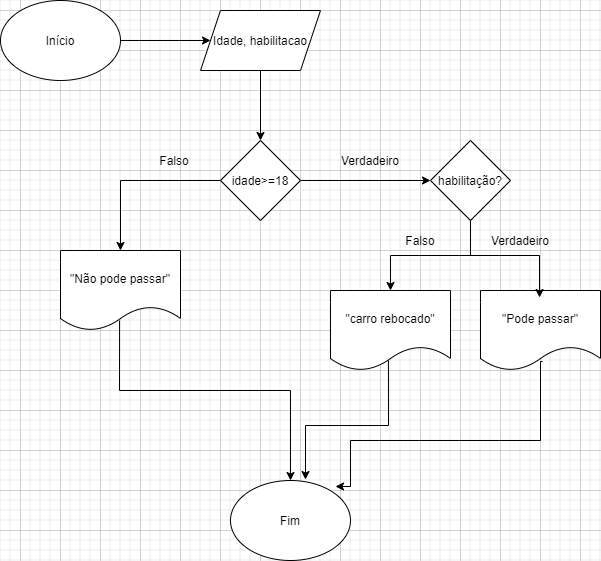 Início
Idade, habilitacao
Falso
Verdadeiro
idade>=18
habilitação?
Falso
Verdadeiro
"Não pode passar"
"carro rebocado"
"Pode passar"
Fim